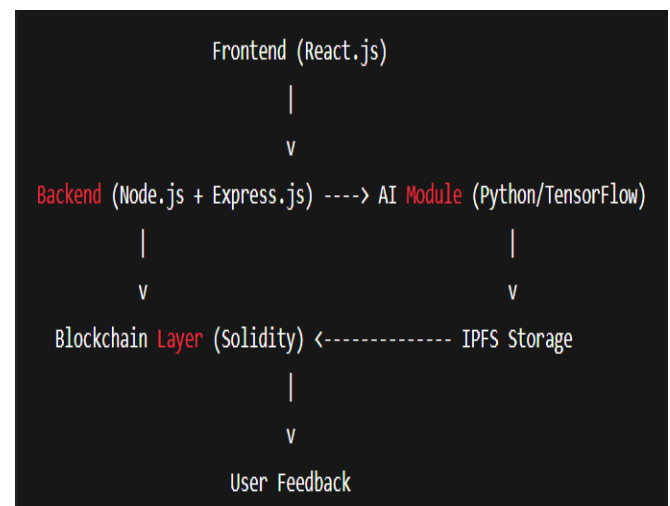 Frontend (React.js)
|
v
Backend (Node.js + Express.js) ----> AI Module (Python/TensorFlow)
| |
v v
Blockchain Layer (Solidity) <-------------- IPFS Storage
|
v
User Feedback